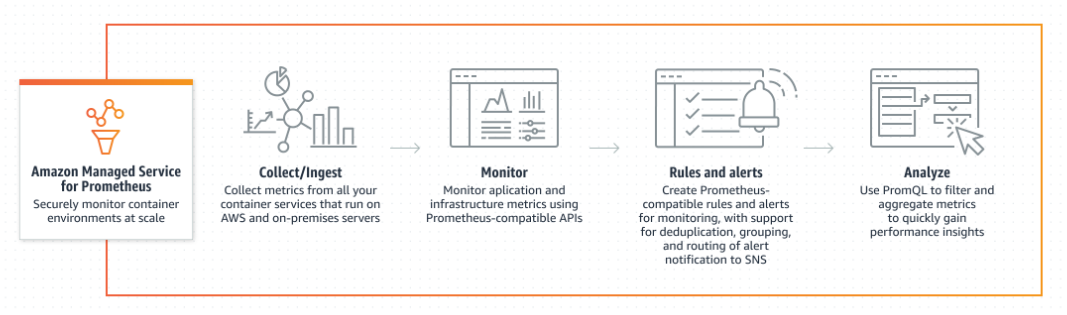 Amazon Managed Service
for Prometheus
Securely monitor container
environments at scale
Collect/Ingest
Collect metrics from all your
container services that run on
AWS and on-premises servers
Monitor
Monitor aplication and
infrastructure metrics using
Prometheus-compatible APIs
Rules and alerts
Create Prometheus-
compatible rules and alerts
for monitoring, with support
for deduplication, grouping,
and routing of alert
notification to SNS
Analyze
Use PromQL to filter and
aggregate metrics
to quickly gain
performance insights